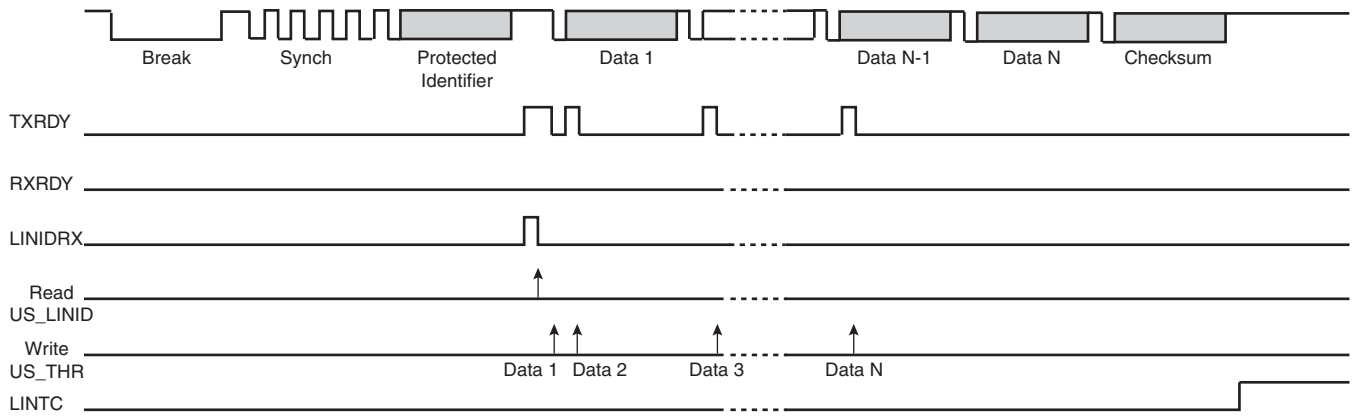 Break Synch Protected Data 1 Data N-1 Data N Checksum
Identifier
TXRDY
RXRDY
LINIDRX
Read
US_LINID
Write
US_THR Data 1 Data 2 Data 3 Data N
LINTC